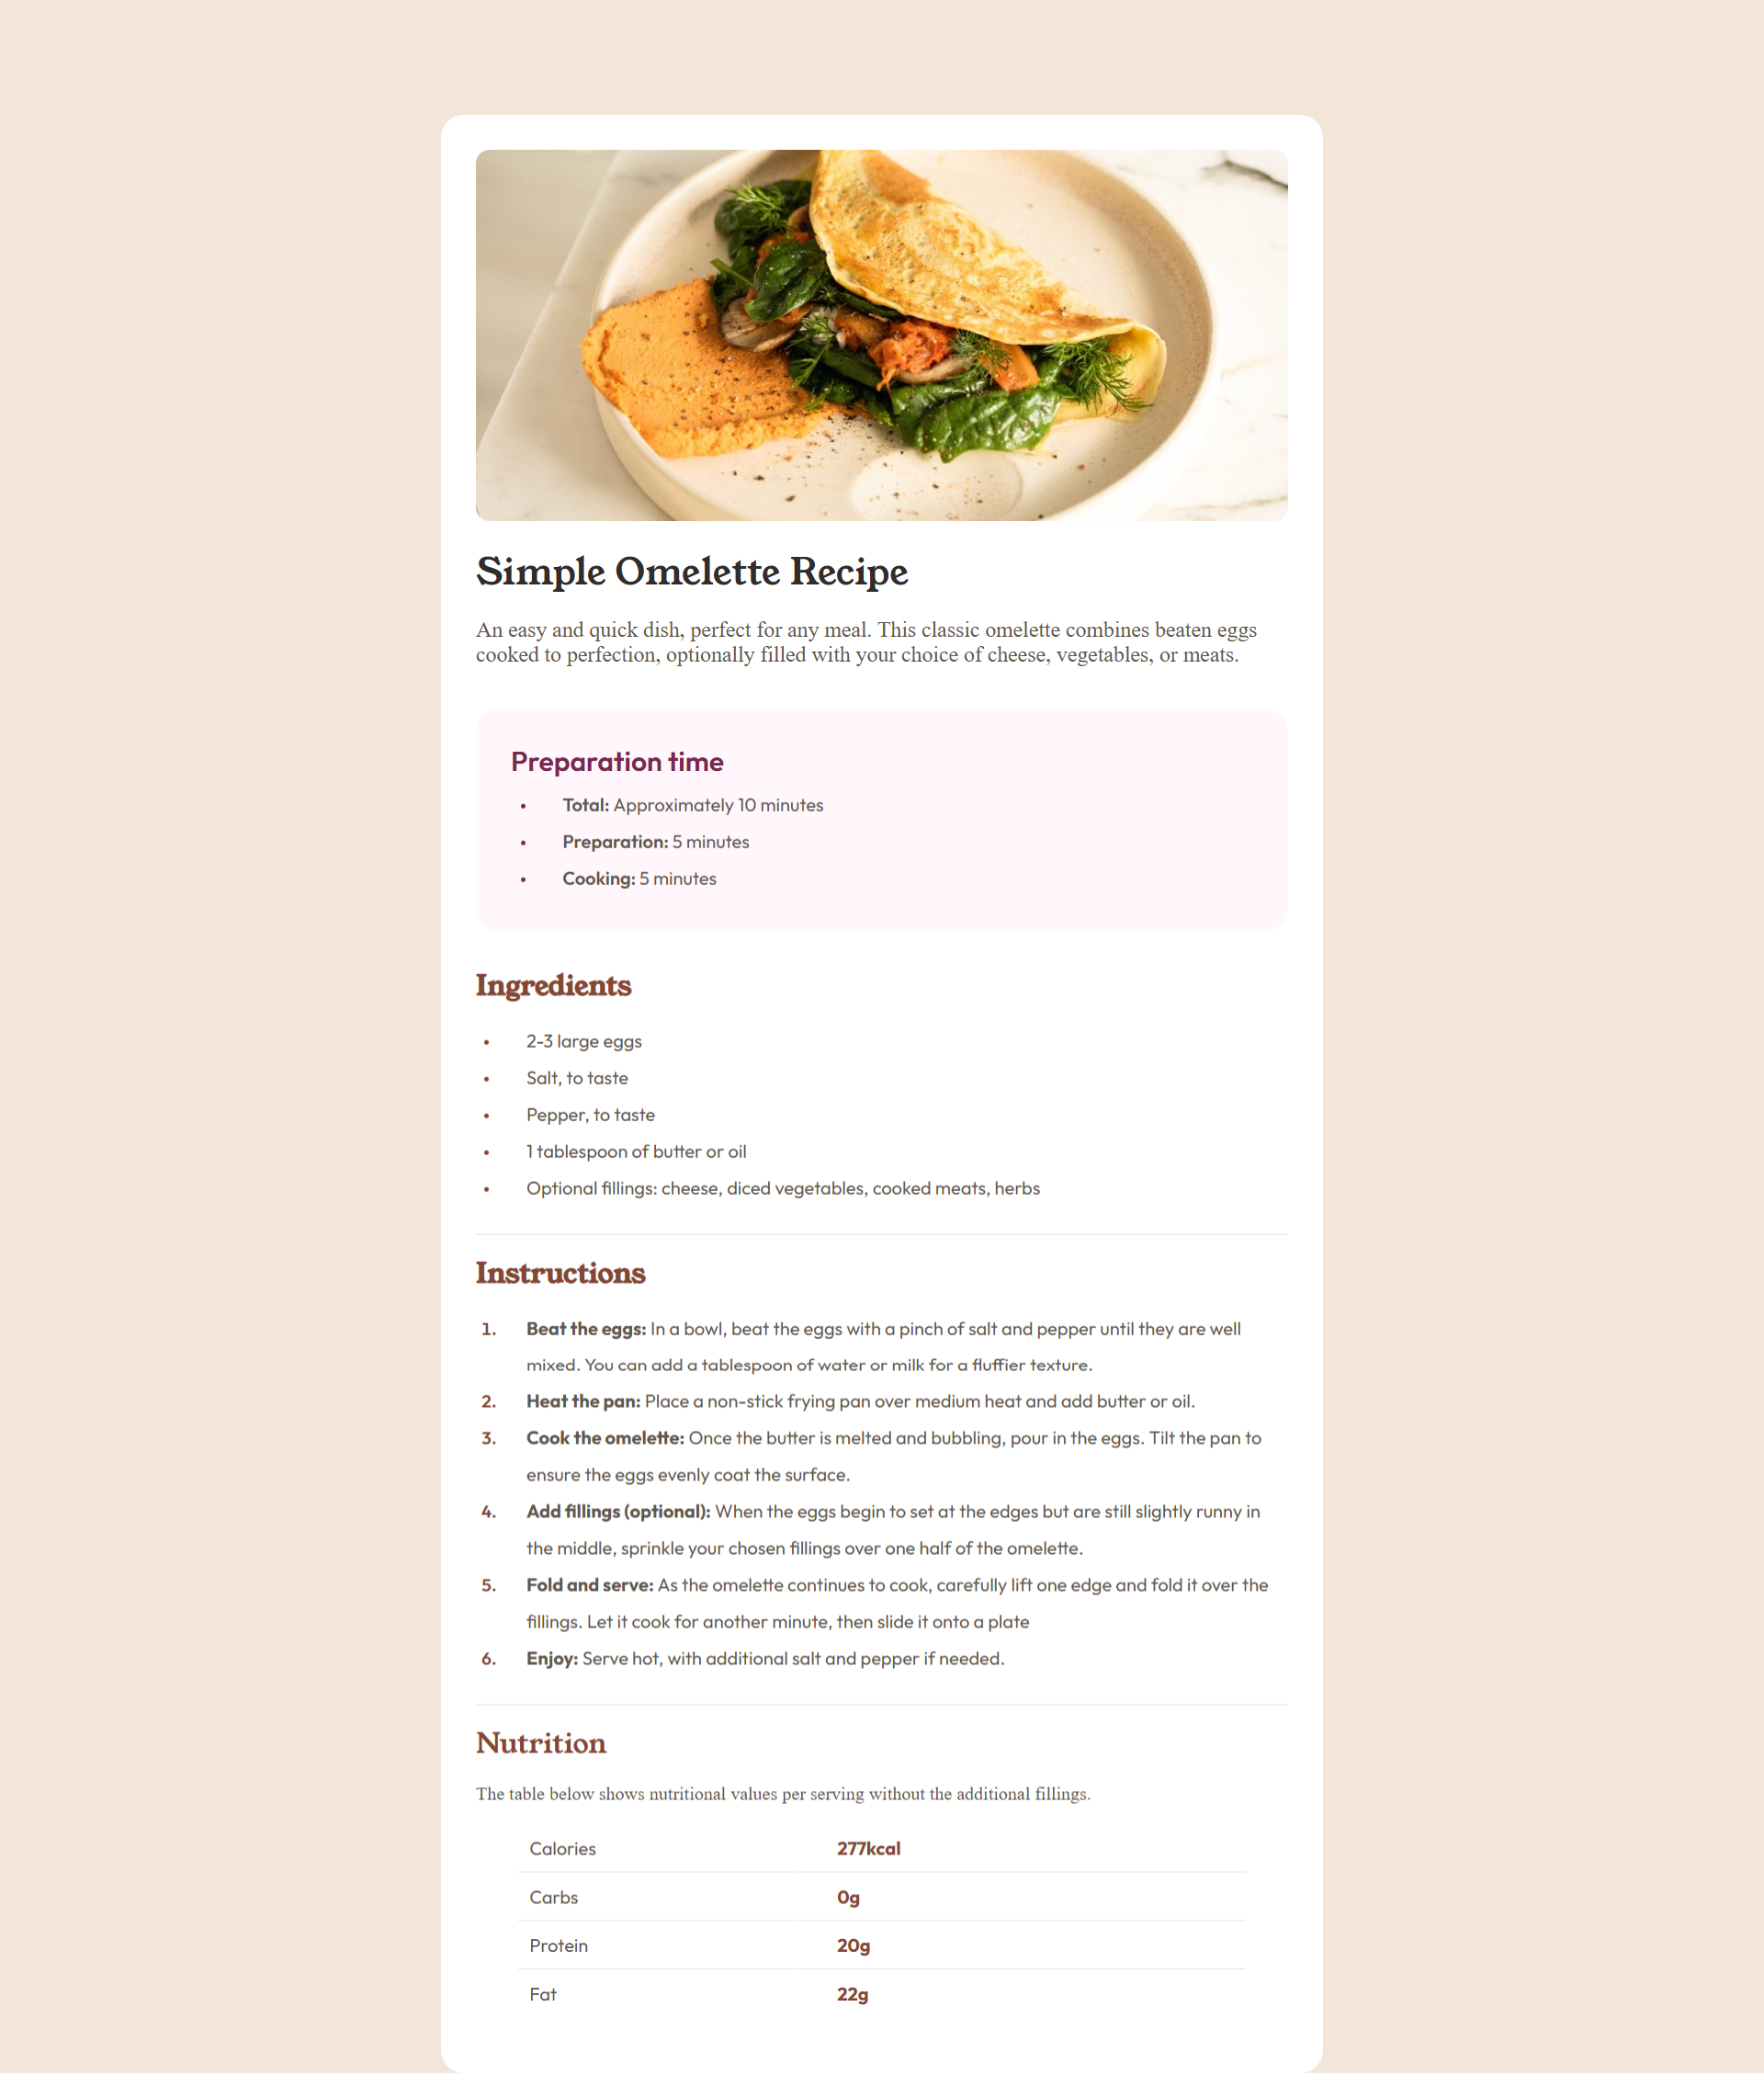 Simple Omelette Recipe
An easy and quick dish, perfect for any meal. This classic omelette combines beaten eggs
cooked to perfection, optionally filled with your choice of cheese, vegetables, or meats.
Preparation time
• Total: Approximately 10 minutes
• Preparation: 5 minutes
• Cooking: 5 minutes
Ingredients
• 2-3 large eggs
• Salt, to taste
• Pepper, to taste
• 1 tablespoon of butter or oil
• Optional fillings: cheese, diced vegetables, cooked meats, herbs
Instructions
1. Beat the eggs: In a bowl, beat the eggs with a pinch of salt and pepper until they are well
mixed. You can add a tablespoon of water or milk for a fluffier texture.
2. Heat the pan: Place a non-stick frying pan over medium heat and add butter or oil.
3. Cook the omelette: Once the butter is melted and bubbling, pour in the eggs. Tilt the pan to
ensure the eggs evenly coat the surface.
4. Add fillings (optional): When the eggs begin to set at the edges but are still slightly runny in
the middle, sprinkle your chosen fillings over one half of the omelette.
5. Fold and serve: As the omelette continues to cook, carefully lift one edge and fold it over the
fillings. Let it cook for another minute, then slide it onto a plate
6. Enjoy: Serve hot, with additional salt and pepper if needed.
Nutrition
The table below shows nutritional values per serving without the additional fillings.
Calories 277kcal
Carbs 0g
Protein 20g
Fat 22g